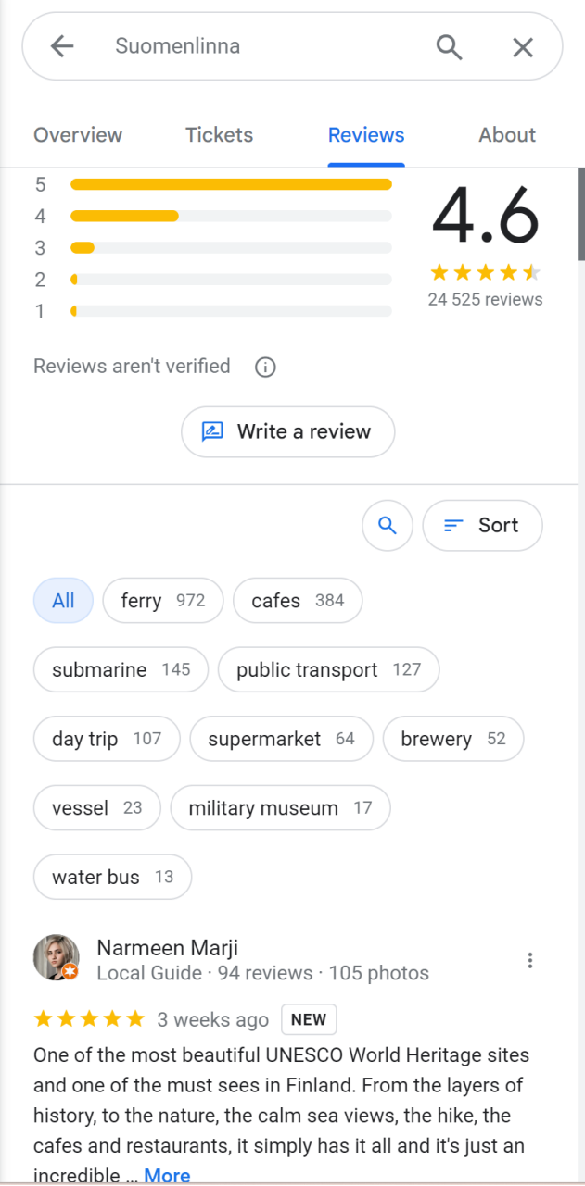 Suomenlinna
Overview Tickets Reviews About
5
4
3
2
1
4.6
24 525 reviews
Reviews aren't verified
Write a review
Sort
All ferry 972 cafes 384
submarine 145 public transport 127
day trip 107 supermarket 64 brewery 52
vessel 23 military museum 17
water bus 13
Narmeen Marji
Local Guide · 94 reviews · 105 photos
3 weeks ago NEW
One of the most beautiful UNESCO World Heritage sites
and one of the must sees in Finland. From the layers of
history, to the nature, the calm sea views, the hike, the
cafes and restaurants, it simply has it all and it's just an
incredible ... More